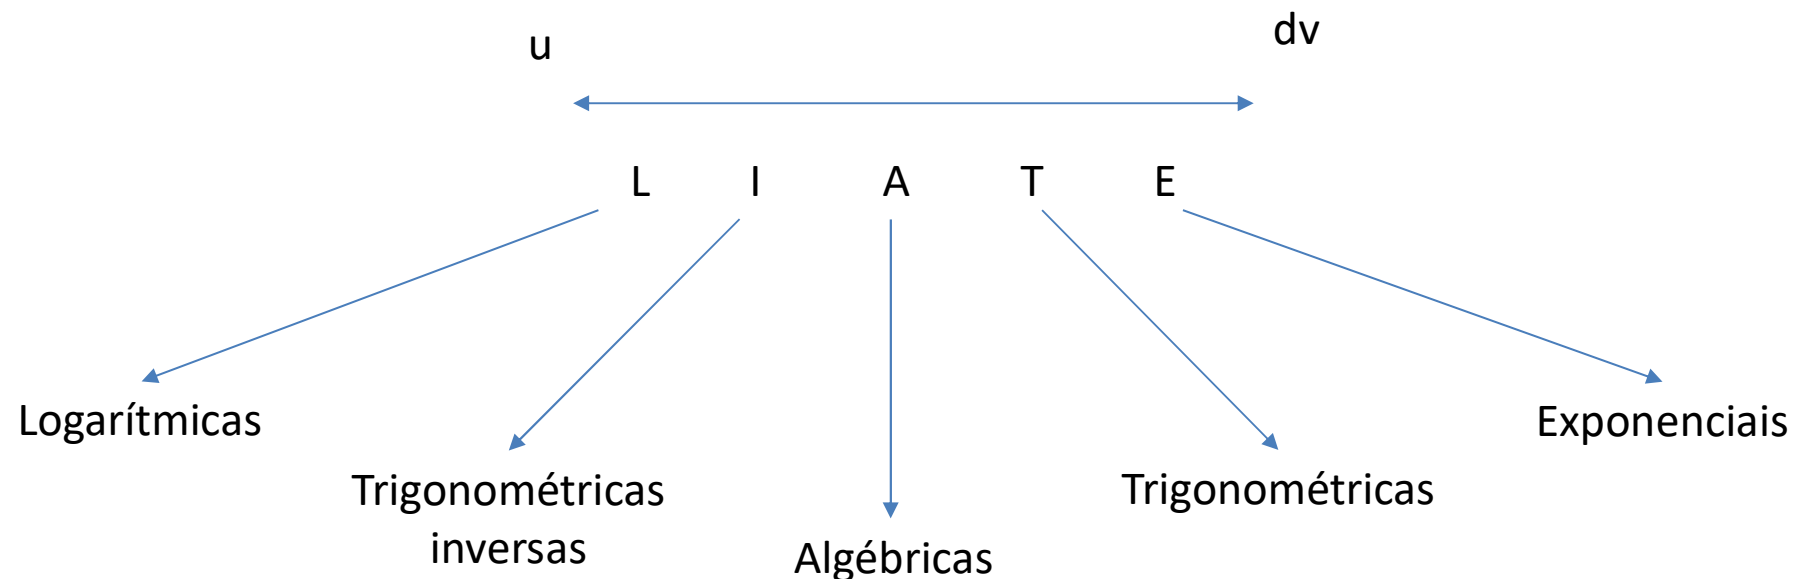 u dv
L I A T E
Logarítmicas
Trigonométricas
inversas
Algébricas
Trigonométricas
Exponenciais